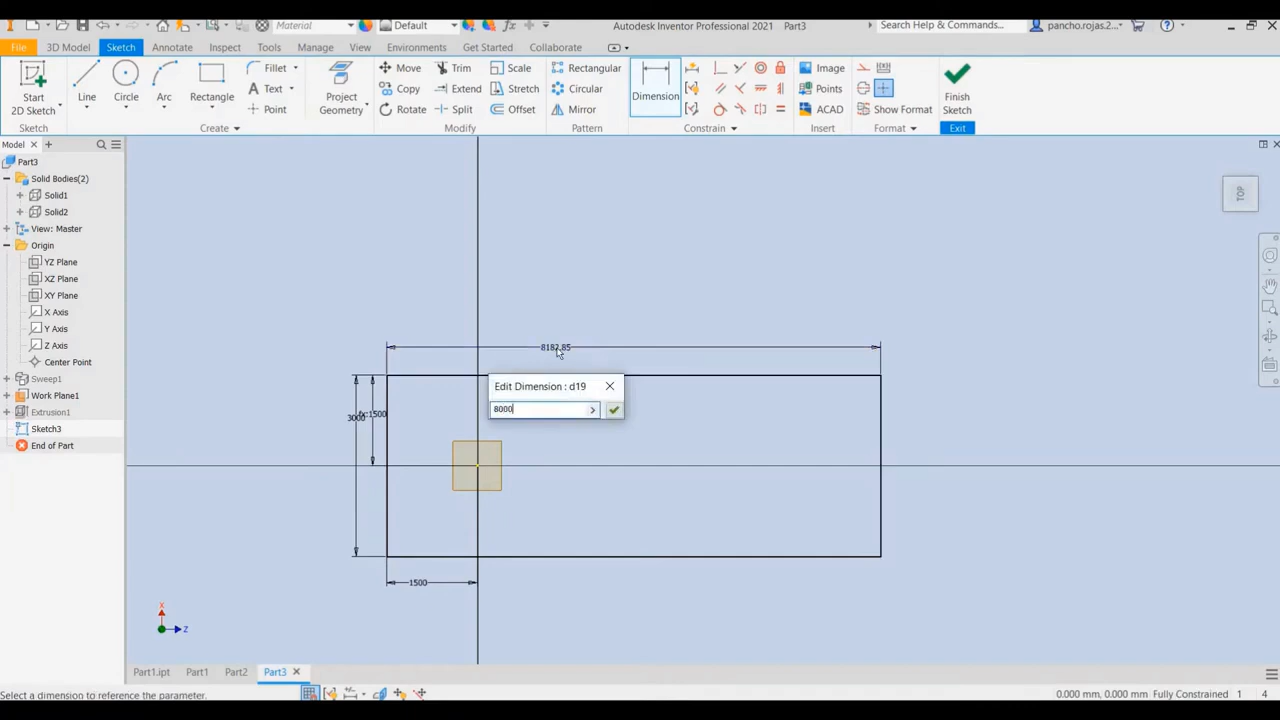 Material
Default
Autodesk Inventor Professional 2021 Part3
Search Help & Commands...
pancho.rojas.2...
File 3D Model Sketch Annotate Inspect Tools Manage View Environments Get Started Collaborate
Start
2D Sketch
Line
Circle
Arc
Rectangle
Fillet
Text
Point
Project
Geometry
Move
Copy
Rotate
Trim
Extend
Split
Scale
Stretch
Offset
Rectangular
Circular
Mirror
Dimension
Image
Points
ACAD
Show Format
Finish
Sketch
Sketch Create Modify Pattern Constrain Insert Format Exit
Model
Part3
Solid Bodies(2)
Solid1
Solid2
View: Master
Origin
YZ Plane
XZ Plane
XY Plane
X Axis
Y Axis
Z Axis
Center Point
Sweep1
Work Plane1
Extrusion1
Sketch3
End of Part
TOP
Edit Dimension : d19
8000
3000
fx:1500
1500
X
Z
Part1.ipt Part1 Part2 Part3
Select a dimension to reference the parameter.
0.000 mm, 0.000 mm Fully Constrained 1 4